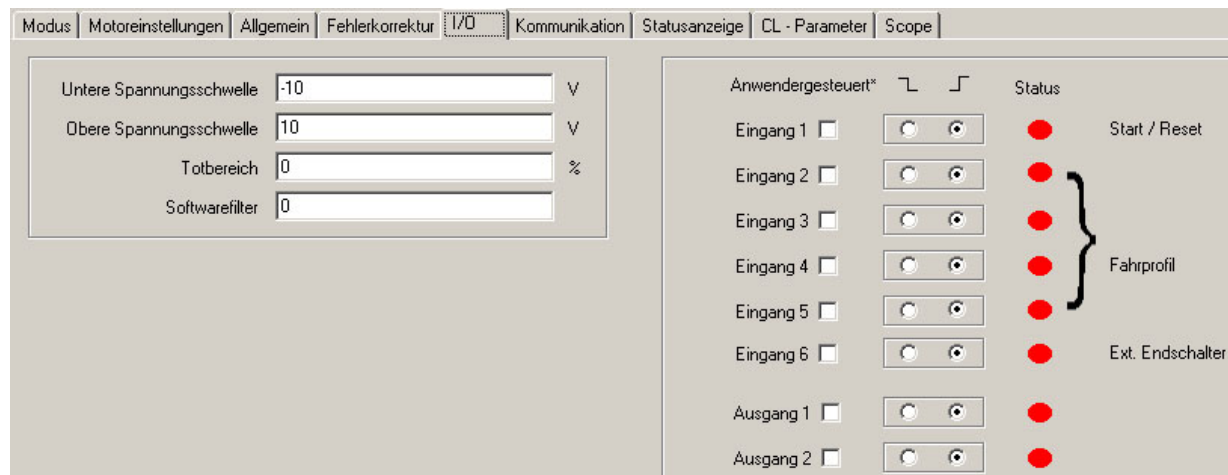 Modus Motoreinstellungen Allgemein Fehlerkorrektur I/O Kommunikation Statusanzeige CL - Parameter Scope
Untere Spannungsschwelle -10 V
Obere Spannungsschwelle 10 V
Totbereich 0 %
Softwarefilter 0
Anwendergesteuert* Status
Eingang 1 Start / Reset
Eingang 2
Eingang 3
Eingang 4 Fahrprofil
Eingang 5
Eingang 6 Ext. Endschalter
Ausgang 1
Ausgang 2